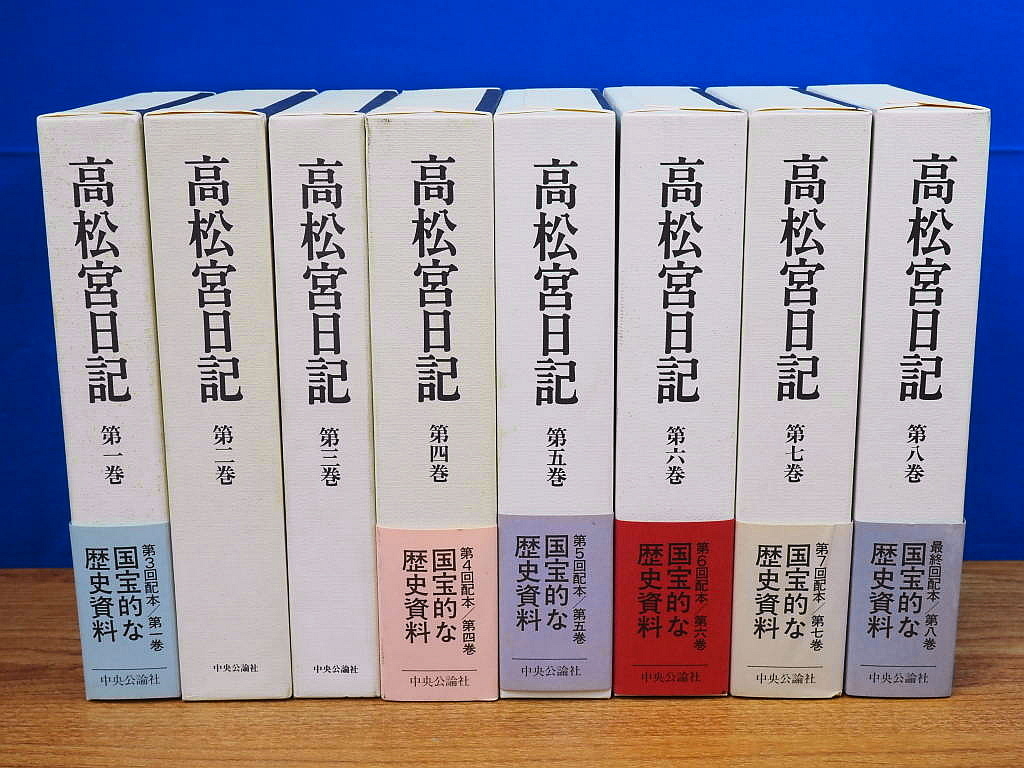 高松宮日記
第一巻
第3回配本/第一巻
国宝的な
歴史資料
中央公論社
高松宮日記
第二巻
中央公論社
高松宮日記
第三巻
中央公論社
高松宮日記
第四巻
第4回配本/第四巻
国宝的な
歴史資料
中央公論社
高松宮日記
第五巻
第5回配本/第五巻
国宝的な
歴史資料
中央公論社
高松宮日記
第六巻
第6回配本/第六巻
国宝的な
歴史資料
中央公論社
高松宮日記
第七巻
第7回配本/第七巻
国宝的な
歴史資料
中央公論社
高松宮日記
第八巻
最終回配本/第八巻
国宝的な
歴史資料
中央公論社